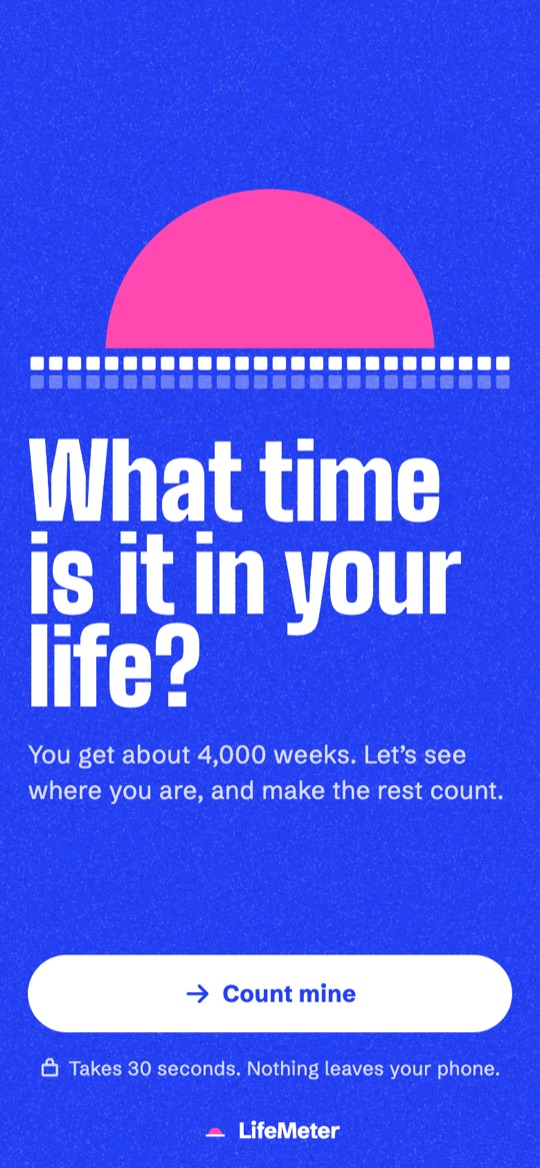 What time
is it in your
life?
You get about 4,000 weeks. Let’s see
where you are, and make the rest count.
Count mine
Takes 30 seconds. Nothing leaves your phone.
LifeMeter